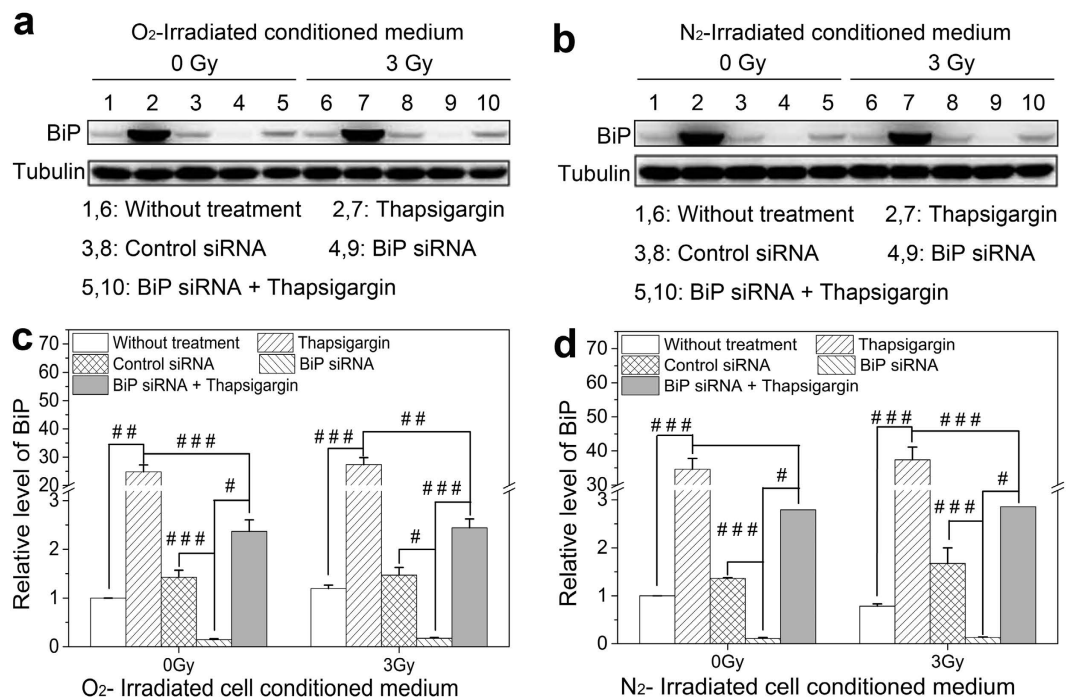 a
O2-Irradiated conditioned medium
0 Gy 3 Gy
1 2 3 4 5 6 7 8 9 10
BiP
Tubulin
1,6: Without treatment 2,7: Thapsigargin
3,8: Control siRNA 4,9: BiP siRNA
5,10: BiP siRNA + Thapsigargin
b
N2-Irradiated conditioned medium
0 Gy 3 Gy
1 2 3 4 5 6 7 8 9 10
BiP
Tubulin
1,6: Without treatment 2,7: Thapsigargin
3,8: Control siRNA 4,9: BiP siRNA
5,10: BiP siRNA + Thapsigargin
c
Relative level of BiP
70
60
50
40
30
20
3
2
1
0
Without treatment Thapsigargin
Control siRNA BiP siRNA
BiP siRNA + Thapsigargin
## ### ### ##
# ###
### #
0Gy 3Gy
O2- Irradiated cell conditioned medium
d
Relative level of BiP
75
70
65
60
55
50
45
40
35
30
3
2
1
0
Without treatment Thapsigargin
Control siRNA BiP siRNA
BiP siRNA + Thapsigargin
### ### ###
# #
### ###
0Gy 3Gy
N2- Irradiated cell conditioned medium